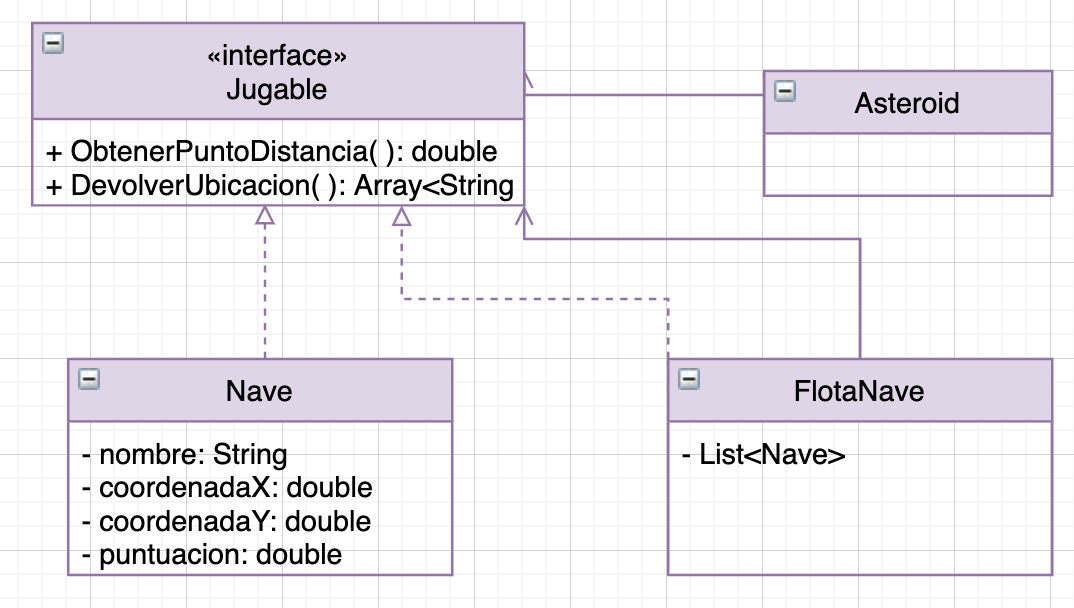 «interface»
Jugable
+ ObtenerPuntoDistancia( ): double
+ DevolverUbicacion( ): Array<String
Asteroid
Nave
- nombre: String
- coordenadaX: double
- coordenadaY: double
- puntuacion: double
FlotaNave
- List<Nave>